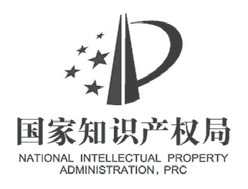 国家知识产权局
NATIONAL INTELLECTUAL PROPERTY
ADMINISTRATION, PRC